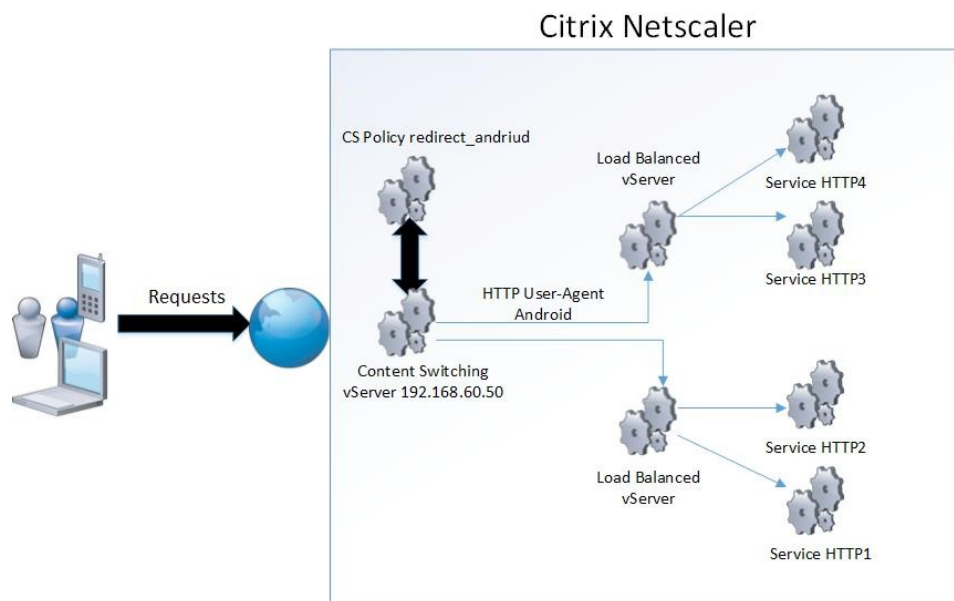 Citrix Netscaler
CS Policy redirect_andriud
Load Balanced
vServer
Service HTTP4
Requests
HTTP User-Agent
Android
Service HTTP3
Content Switching
vServer 192.168.60.50
Service HTTP2
Load Balanced
vServer
Service HTTP1